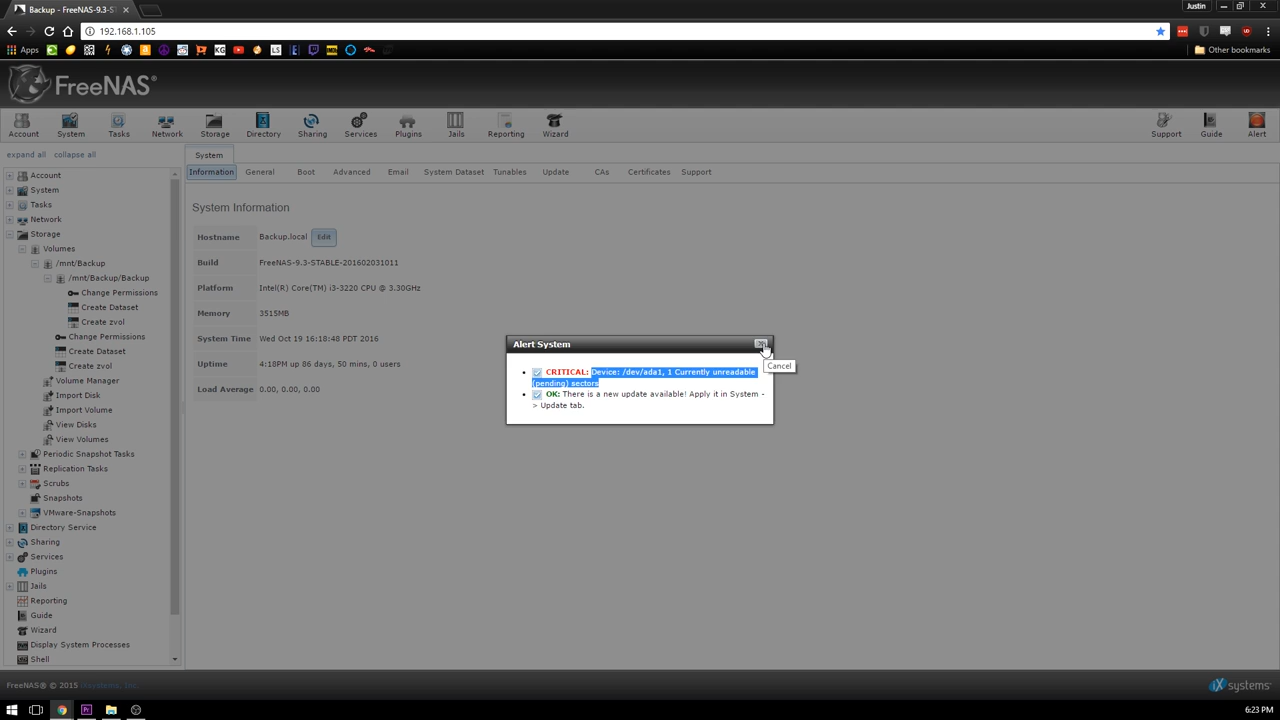 Backup - FreeNAS-9.3-S
Justin
192.168.1.105
Apps
Other bookmarks
FreeNAS®
Account
System
Tasks
Network
Storage
Directory
Sharing
Services
Plugins
Jails
Reporting
Wizard
Support
Guide
Alert
expand all
collapse all
System
Account
System
Tasks
Network
Storage
Volumes
/mnt/Backup
/mnt/Backup/Backup
Change Permissions
Create Dataset
Create zvol
Change Permissions
Create Dataset
Create zvol
Volume Manager
Import Disk
Import Volume
View Disks
View Volumes
Periodic Snapshot Tasks
Replication Tasks
Scrubs
Snapshots
VMware-Snapshots
Directory Service
Sharing
Services
Plugins
Jails
Reporting
Guide
Wizard
Display System Processes
Shell
Information
General
Boot
Advanced
Email
System Dataset
Tunables
Update
CAs
Certificates
Support
System Information
Hostname
Backup.local
Edit
Build
FreeNAS-9.3-STABLE-201602031011
Platform
Intel(R) Core(TM) i3-3220 CPU @ 3.30GHz
Memory
3515MB
System Time
Wed Oct 19 16:18:48 PDT 2016
Uptime
4:18PM up 86 days, 50 mins, 0 users
Load Average
0.00, 0.00, 0.00
Alert System
CRITICAL: Device: /dev/ada1, 1 Currently unreadable
(pending) sectors
OK: There is a new update available! Apply it in System -
> Update tab.
Cancel
FreeNAS® © 2015 iXsystems, Inc.
iXsystems
6:23 PM